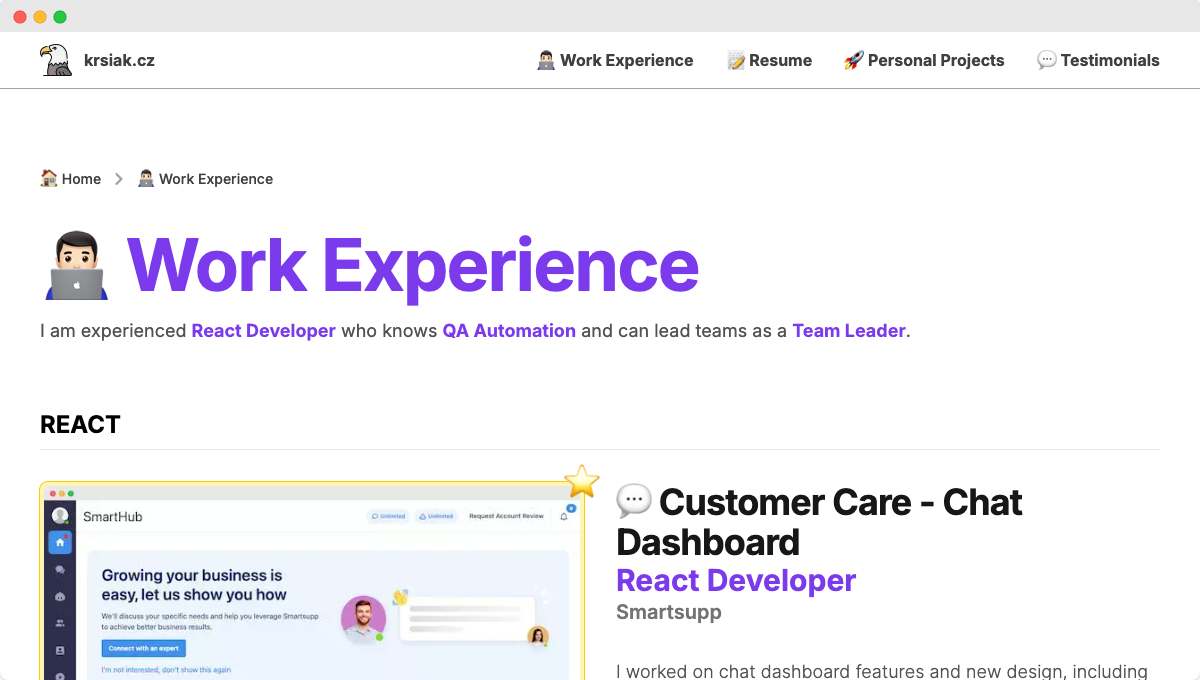 krsiak.cz
Work Experience
Resume
Personal Projects
Testimonials
Home
Work Experience
Work Experience
I am experienced React Developer who knows QA Automation and can lead teams as a Team Leader.
REACT
SmartHub
Unlimited
Unlimited
Request Account Review
Growing your business is
easy, let us show you how
We'll discuss your specific needs and help you leverage Smartsupp
to achieve better business results.
Connect with an expert
I'm not interested, don't show this again
Customer Care - Chat
Dashboard
React Developer
Smartsupp
I worked on chat dashboard features and new design, including